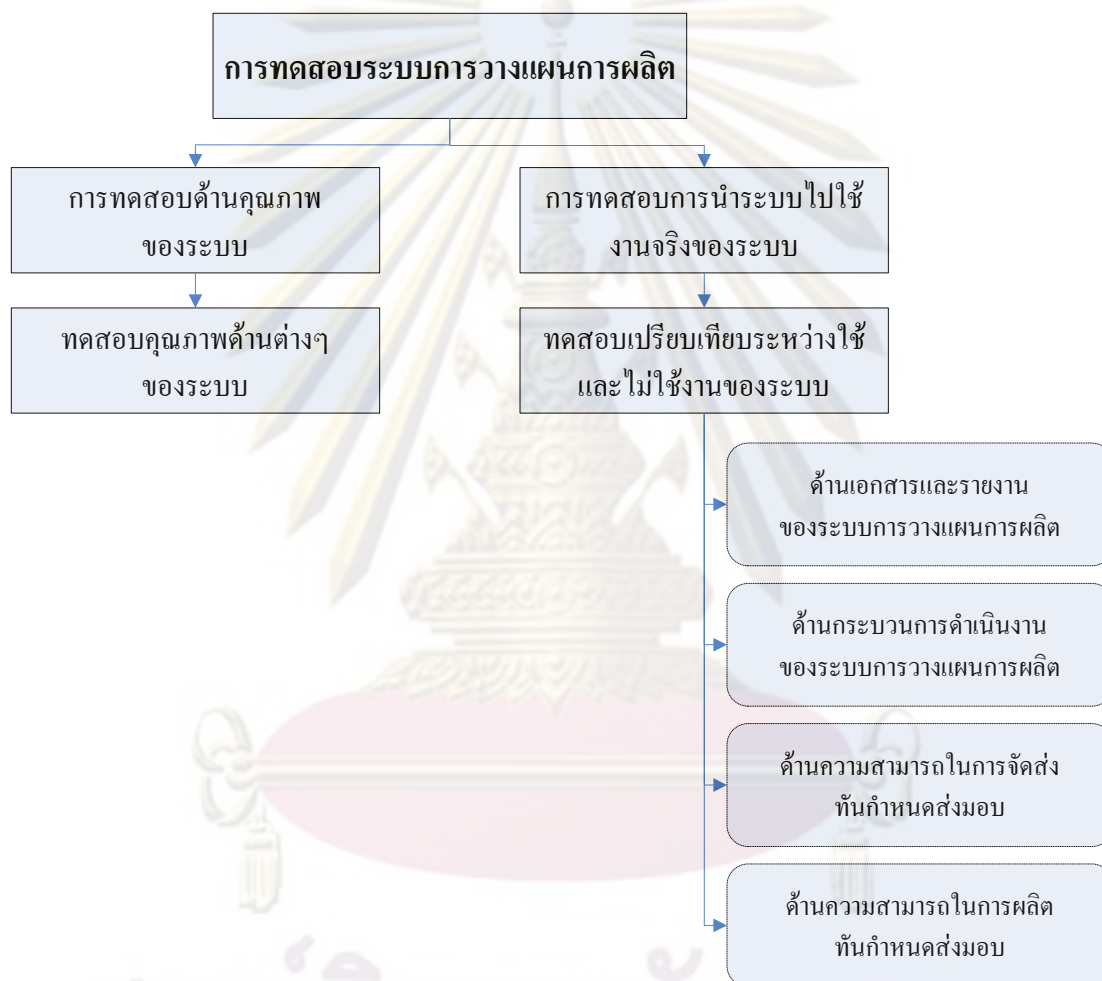 การทดสอบระบบการวางแผนการผลิต
การทดสอบด้านคุณภาพ
ของระบบ
การทดสอบการนำระบบไปใช้
งานจริงของระบบ
ทดสอบคุณภาพด้านต่างๆ
ของระบบ
ทดสอบเปรียบเทียบระหว่างใช้
และไม่ใช้งานของระบบ
ด้านเอกสารและรายงาน
ของระบบการวางแผนการผลิต
ด้านกระบวนการดำเนินงาน
ของระบบการวางแผนการผลิต
ด้านความสามารถในการจัดส่ง
ทันกำหนดส่งมอบ
ด้านความสามารถในการผลิต
ทันกำหนดส่งมอบ